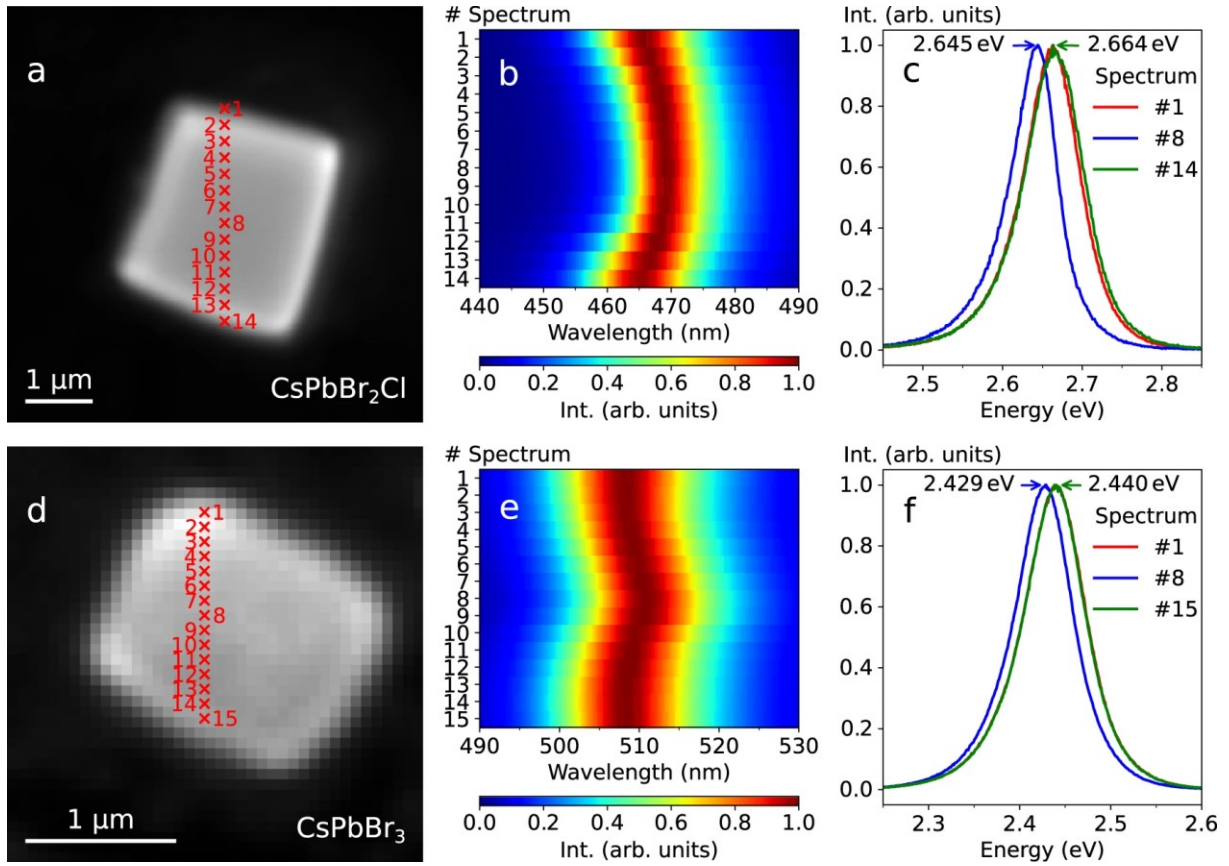 a
1
2
3
4
5
6
7
8
9
10
11
12
13
14
1 μm
CsPbBr₂Cl
# Spectrum
b
1
2
3
4
5
6
7
8
9
10
11
12
13
14
440 450 460 470 480 490
Wavelength (nm)
0.0 0.2 0.4 0.6 0.8 1.0
Int. (arb. units)
Int. (arb. units)
2.645 eV 2.664 eV
c
Spectrum
#1
#8
#14
1.0
0.8
0.6
0.4
0.2
0.0
2.5 2.6 2.7 2.8
Energy (eV)
d
1
2
3
4
5
6
7
8
9
10
11
12
13
14
15
1 μm
CsPbBr₃
# Spectrum
e
1
2
3
4
5
6
7
8
9
10
11
12
13
14
15
490 500 510 520 530
Wavelength (nm)
0.0 0.2 0.4 0.6 0.8 1.0
Int. (arb. units)
Int. (arb. units)
2.429 eV 2.440 eV
f
Spectrum
#1
#8
#15
1.0
0.8
0.6
0.4
0.2
0.0
2.3 2.4 2.5 2.6
Energy (eV)